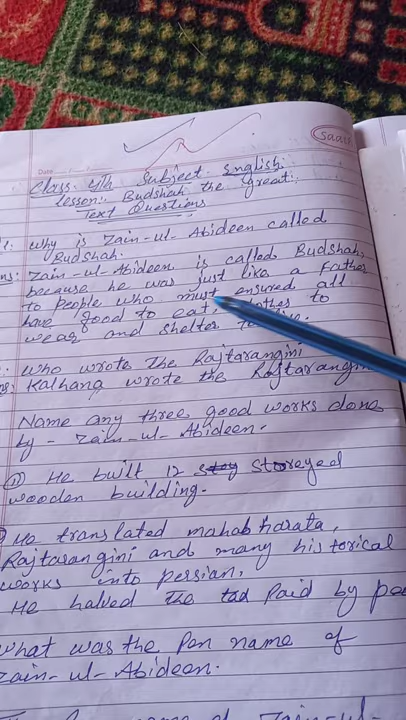 Saar
Date
Class: 4th Subject English.
Lesson: Budshah the great.
Text Questions
Why is Zain-ul-Abideen called
Budshah.
Ans: Zain-ul-Abideen is called Budshah,
because he was just like a Father
to people who must ensured all
have good to eat, clothes to
wear and shelter
Who wrote The Rajtarangini
Kalhana wrote the Rajtarangini
Name any three good works done
by - Zain-ul-Abideen.
① He built 12 storeyed
wooden building.
He translated mahabharata,
Rajtarangini and many historical
works into persian,
He halved the tax Paid by
What was the Pen name of
Zain-ul-Abideen.
name of Zain-ul-